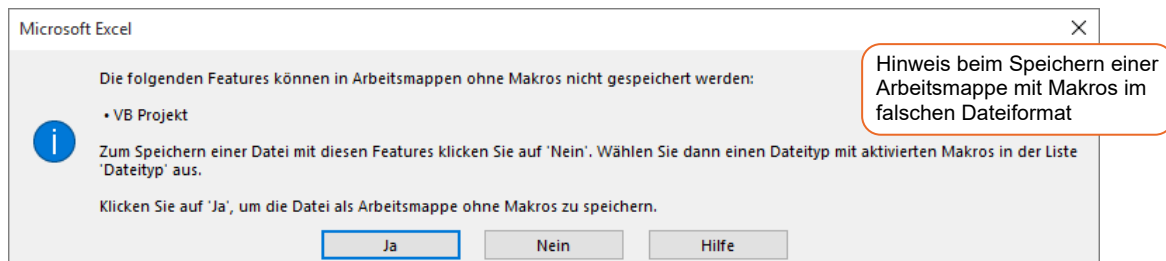 Microsoft Excel
Hinweis beim Speichern einer
Arbeitsmappe mit Makros im
falschen Dateiformat
Die folgenden Features können in Arbeitsmappen ohne Makros nicht gespeichert werden:
• VB Projekt
Zum Speichern einer Datei mit diesen Features klicken Sie auf 'Nein'. Wählen Sie dann einen Dateityp mit aktivierten Makros in der Liste
'Dateityp' aus.
Klicken Sie auf 'Ja', um die Datei als Arbeitsmappe ohne Makros zu speichern.
Ja
Nein
Hilfe